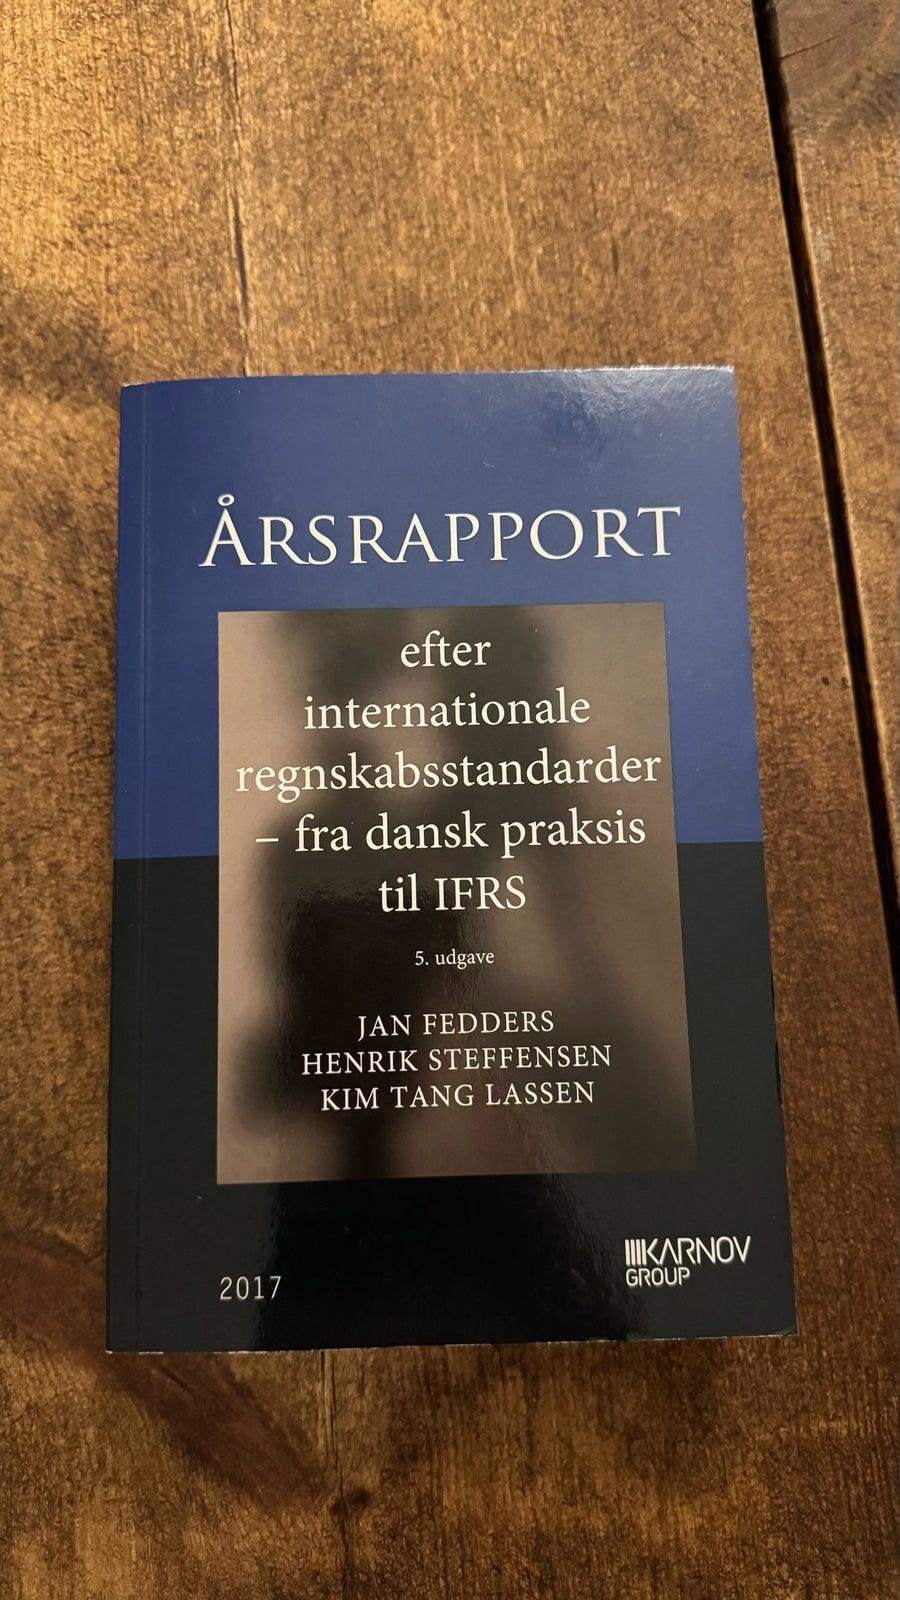 ÅRSRAPPORT
efter
internationale
regnskabsstandarder
– fra dansk praksis
til IFRS
5. udgave
JAN FEDDERS
HENRIK STEFFENSEN
KIM TANG LASSEN
2017
KARNOV
GROUP